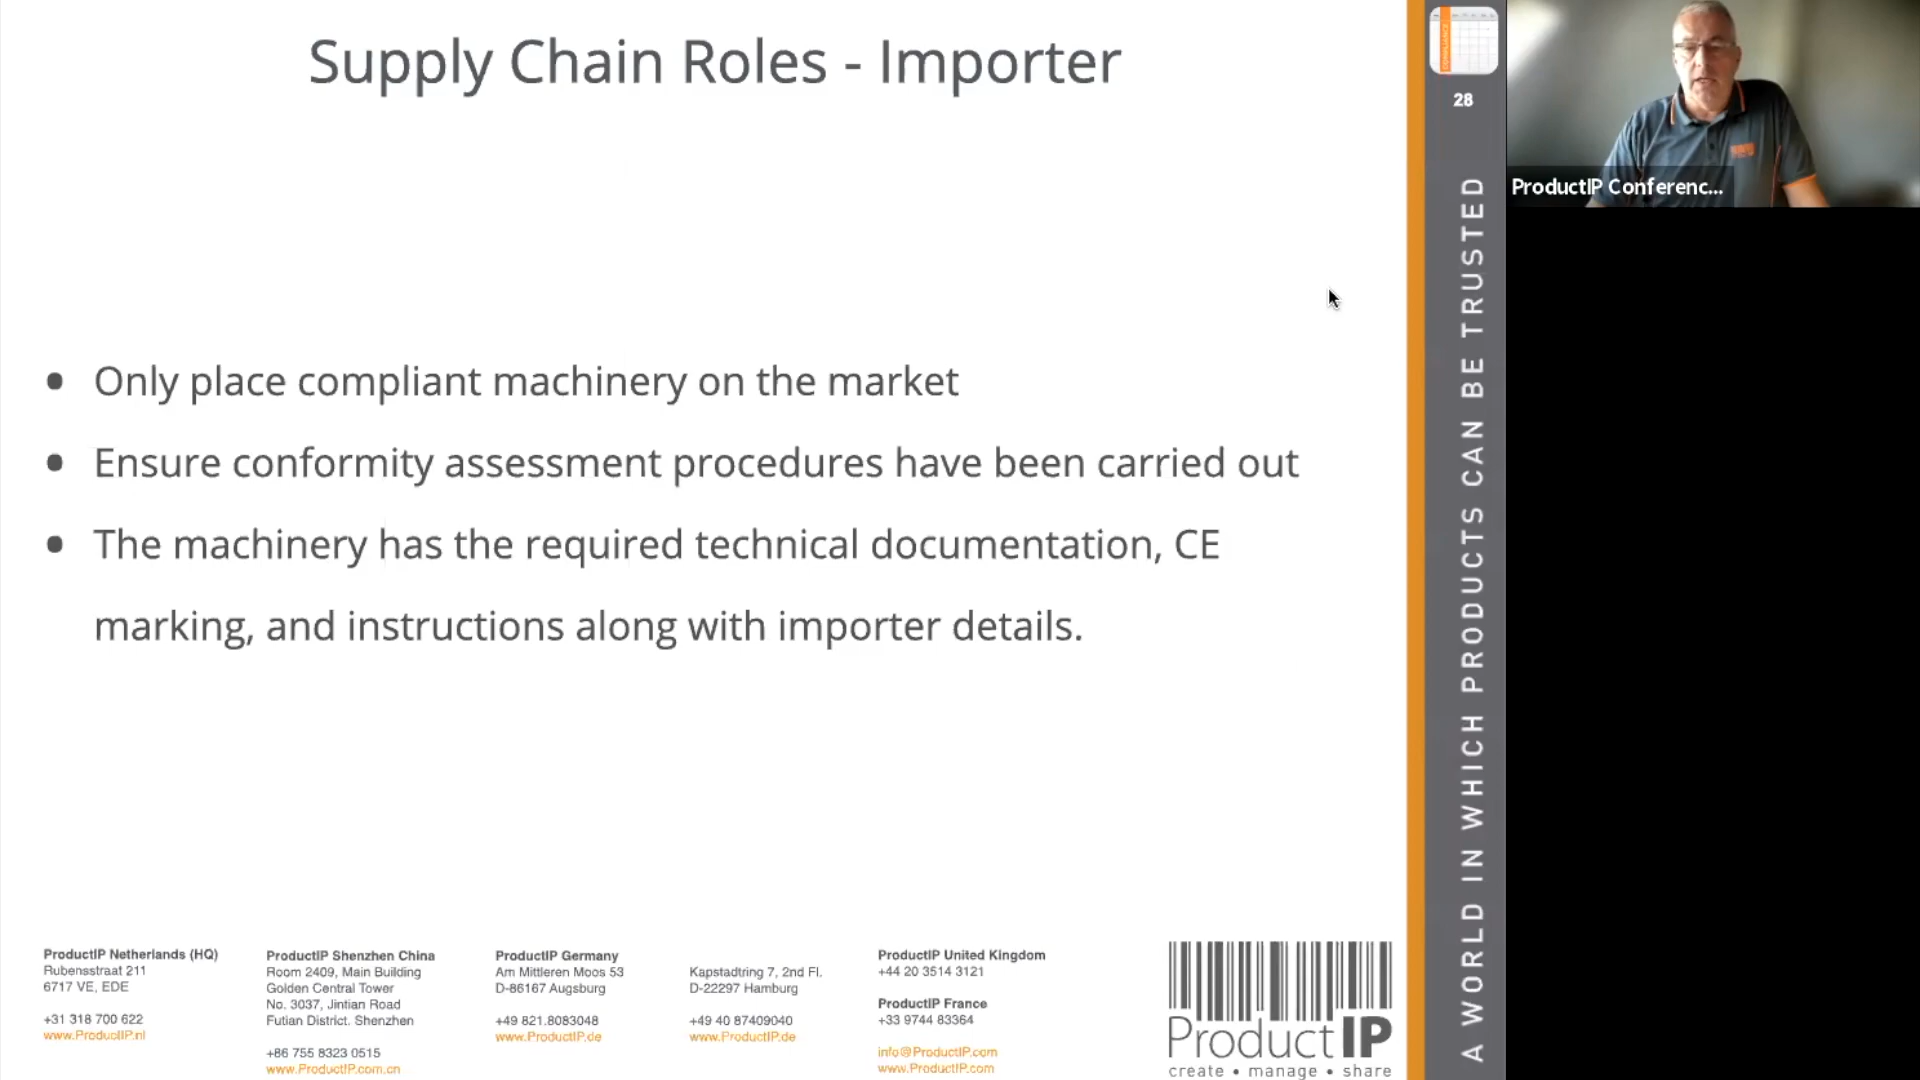 Supply Chain Roles - Importer
• Only place compliant machinery on the market
• Ensure conformity assessment procedures have been carried out
• The machinery has the required technical documentation, CE
marking, and instructions along with importer details.
ProductIP Netherlands (HQ)
Rubensstraat 211
6717 VE, EDE
+31 318 700 622
www.ProductIP.nl
ProductIP Shenzhen China
Room 2409, Main Building
Golden Central Tower
No. 3037, Jintian Road
Futian District. Shenzhen
+86 755 8323 0515
www.ProductIP.com.cn
ProductIP Germany
Am Mittleren Moos 53
D-86167 Augsburg
+49 821.8083048
www.ProductIP.de
Kapstadtring 7, 2nd Fl.
D-22297 Hamburg
+49 40 87409040
www.ProductIP.de
ProductIP United Kingdom
+44 20 3514 3121
ProductIP France
+33 9744 83364
info@ProductIP.com
www.ProductIP.com
ProductIP
create • manage • share
28
A WORLD IN WHICH PRODUCTS CAN BE TRUSTED
ProductIP Conferenc...